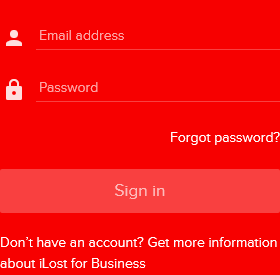 Email address
Password
Forgot password?
Sign in
Don’t have an account? Get more information
about iLost for Business